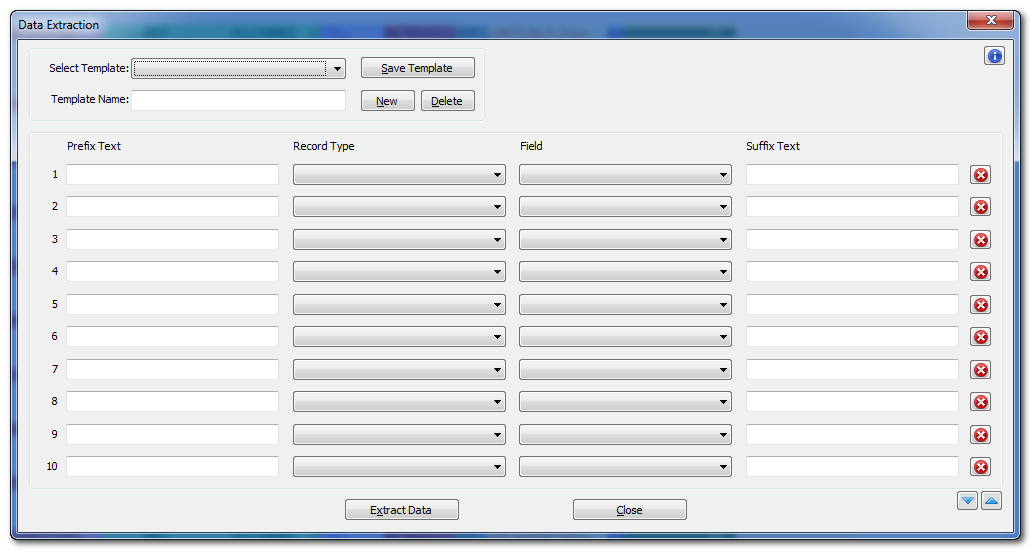 Data Extraction
Select Template:
Save Template
Template Name:
New
Delete
Prefix Text
Record Type
Field
Suffix Text
1
2
3
4
5
6
7
8
9
10
Extract Data
Close